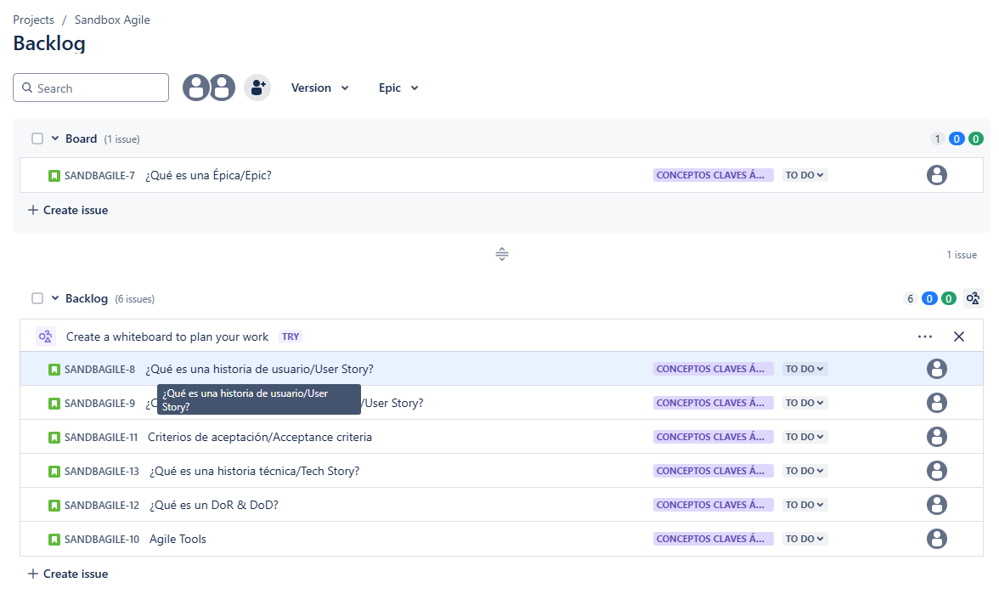 Projects / Sandbox Agile
Backlog
Search
Version
Epic
Board (1 issue)
1 0 0
SANDBAGILE-7 ¿Qué es una Épica/Epic? CONCEPTOS CLAVES Á... TO DO
+ Create issue
1 issue
Backlog (6 issues)
6 0 0
Create a whiteboard to plan your work TRY
SANDBAGILE-8 ¿Qué es una historia de usuario/User Story? CONCEPTOS CLAVES Á... TO DO
¿Qué es una historia de usuario/User
Story?
SANDBAGILE-9 /User Story? CONCEPTOS CLAVES Á... TO DO
SANDBAGILE-11 Criterios de aceptación/Acceptance criteria CONCEPTOS CLAVES Á... TO DO
SANDBAGILE-13 ¿Qué es una historia técnica/Tech Story? CONCEPTOS CLAVES Á... TO DO
SANDBAGILE-12 ¿Qué es un DoR & DoD? CONCEPTOS CLAVES Á... TO DO
SANDBAGILE-10 Agile Tools CONCEPTOS CLAVES Á... TO DO
+ Create issue